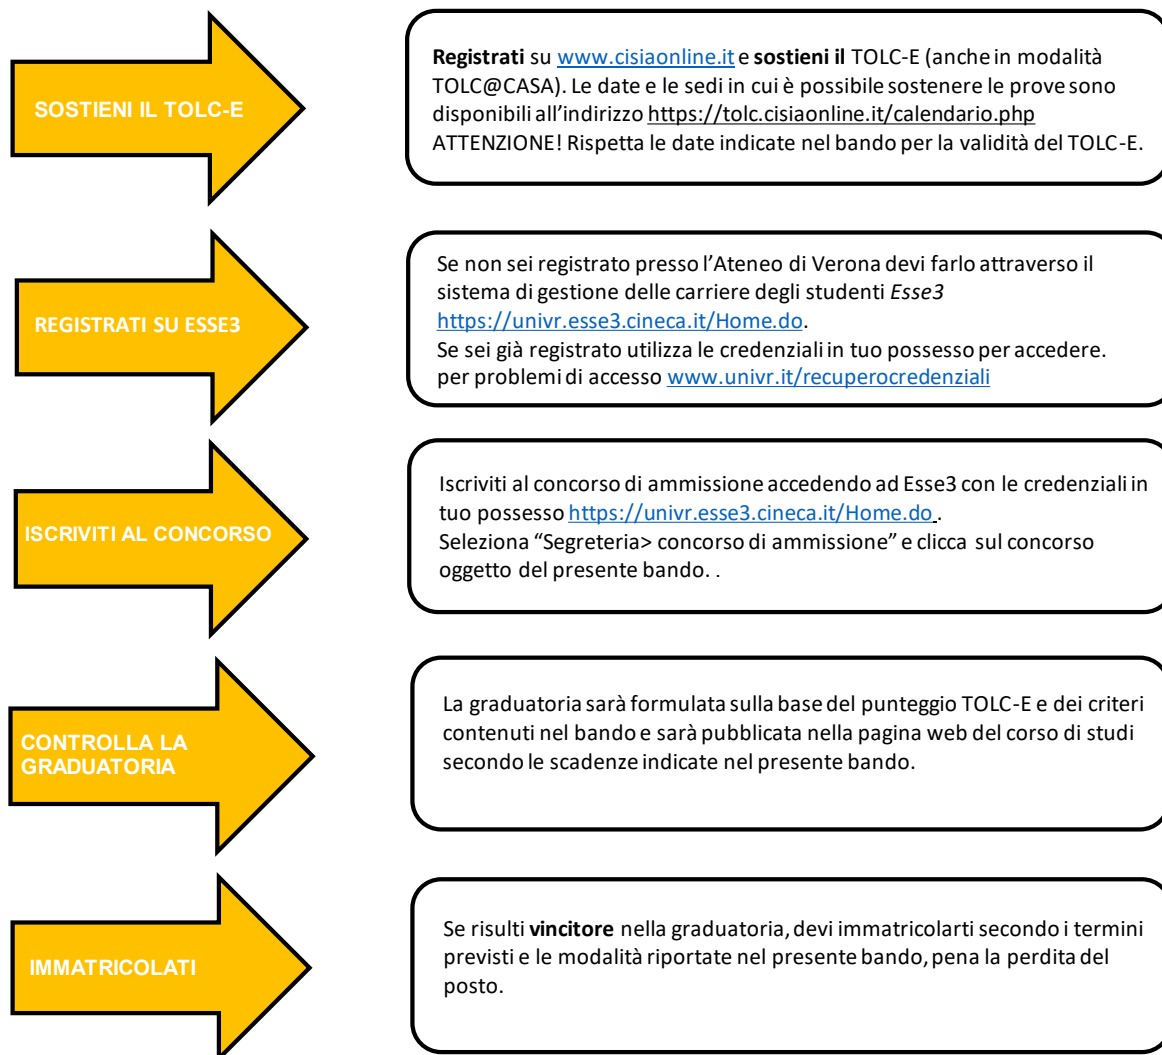 SOSTIENI IL TOLC-E
Registrati su www.cisiaonline.it e sostieni il TOLC-E (anche in modalità
TOLC@CASA). Le date e le sedi in cui è possibile sostenere le prove sono
disponibili all'indirizzo https://tolc.cisiaonline.it/calendario.php
ATTENZIONE! Rispetta le date indicate nel bando per la validità del TOLC-E.
REGISTRATI SU ESSE3
Se non sei registrato presso l'Ateneo di Verona devi farlo attraverso il
sistema di gestione delle carriere degli studenti Esse3
https://univr.esse3.cineca.it/Home.do.
Se sei già registrato utilizza le credenziali in tuo possesso per accedere.
per problemi di accesso www.univr.it/recuperocredenziali
ISCRIVITI AL CONCORSO
Iscriviti al concorso di ammissione accedendo ad Esse3 con le credenziali in
tuo possesso https://univr.esse3.cineca.it/Home.do .
Seleziona “Segreteria> concorso di ammissione” e clicca sul concorso
oggetto del presente bando. .
CONTROLLA LA
GRADUATORIA
La graduatoria sarà formulata sulla base del punteggio TOLC-E e dei criteri
contenuti nel bando e sarà pubblicata nella pagina web del corso di studi
secondo le scadenze indicate nel presente bando.
IMMATRICOLATI
Se risulti vincitore nella graduatoria, devi immatricolarti secondo i termini
previsti e le modalità riportate nel presente bando, pena la perdita del
posto.